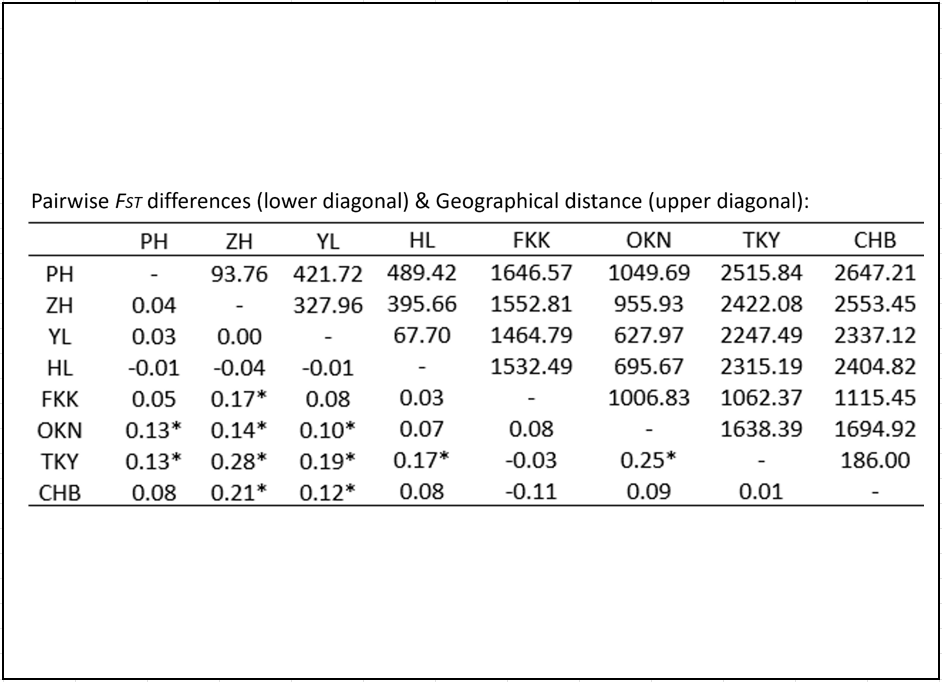 Pairwise FST differences (lower diagonal) & Geographical distance (upper diagonal):
PH ZH YL HL FKK OKN TKY CHB
PH - 93.76 421.72 489.42 1646.57 1049.69 2515.84 2647.21
ZH 0.04 - 327.96 395.66 1552.81 955.93 2422.08 2553.45
YL 0.03 0.00 - 67.70 1464.79 627.97 2247.49 2337.12
HL -0.01 -0.04 -0.01 - 1532.49 695.67 2315.19 2404.82
FKK 0.05 0.17* 0.08 0.03 - 1006.83 1062.37 1115.45
OKN 0.13* 0.14* 0.10* 0.07 0.08 - 1638.39 1694.92
TKY 0.13* 0.28* 0.19* 0.17* -0.03 0.25* - 186.00
CHB 0.08 0.21* 0.12* 0.08 -0.11 0.09 0.01 -